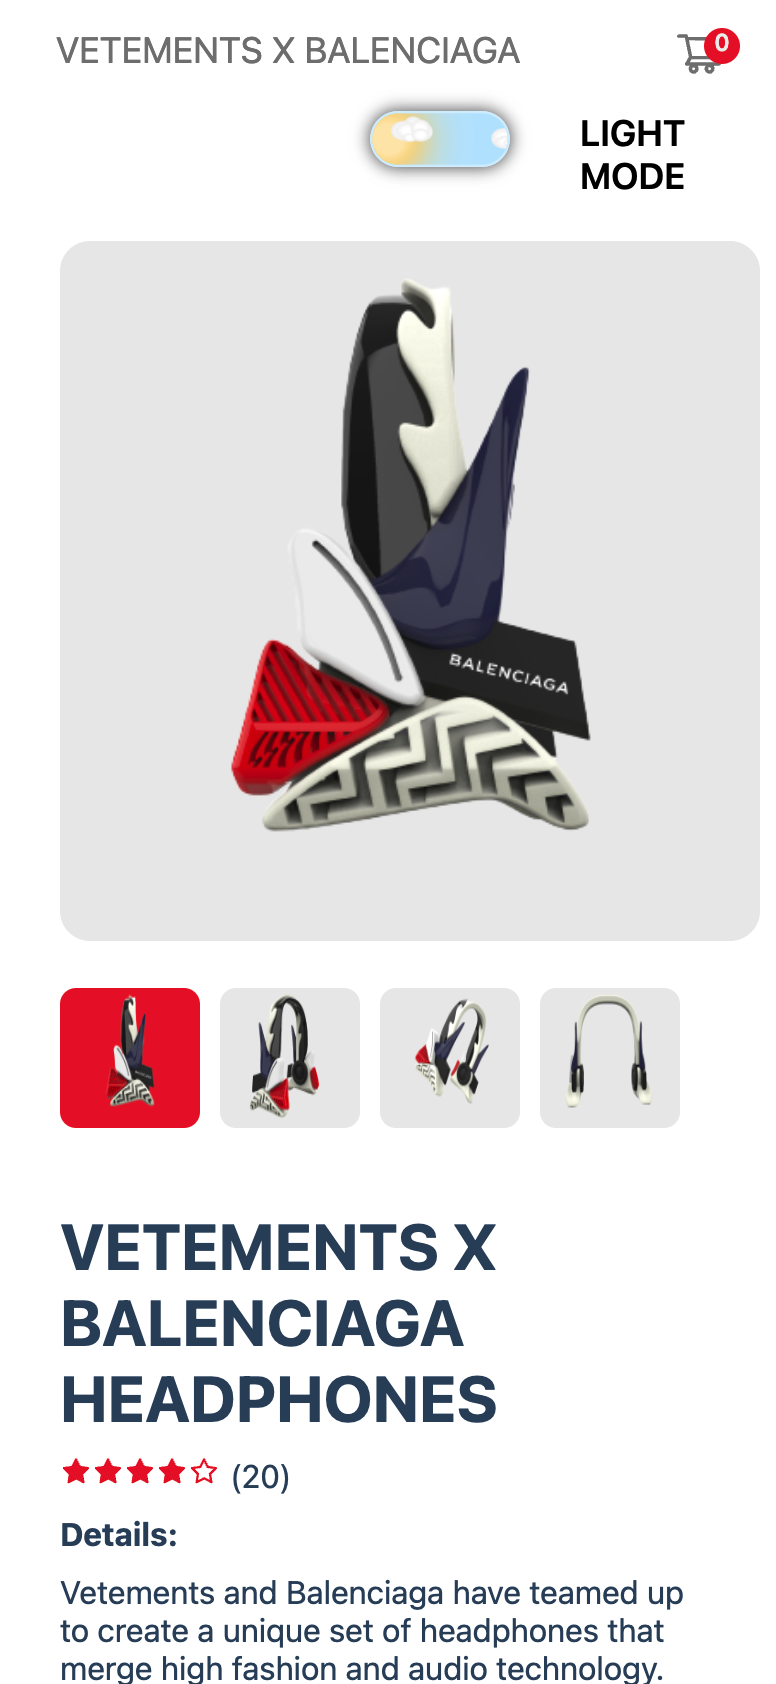 VETEMENTS X BALENCIAGA
0
LIGHT
MODE
BALENCIAGA
VETEMENTS X
BALENCIAGA
HEADPHONES
(20)
Details:
Vetements and Balenciaga have teamed up
to create a unique set of headphones that
merge high fashion and audio technology.